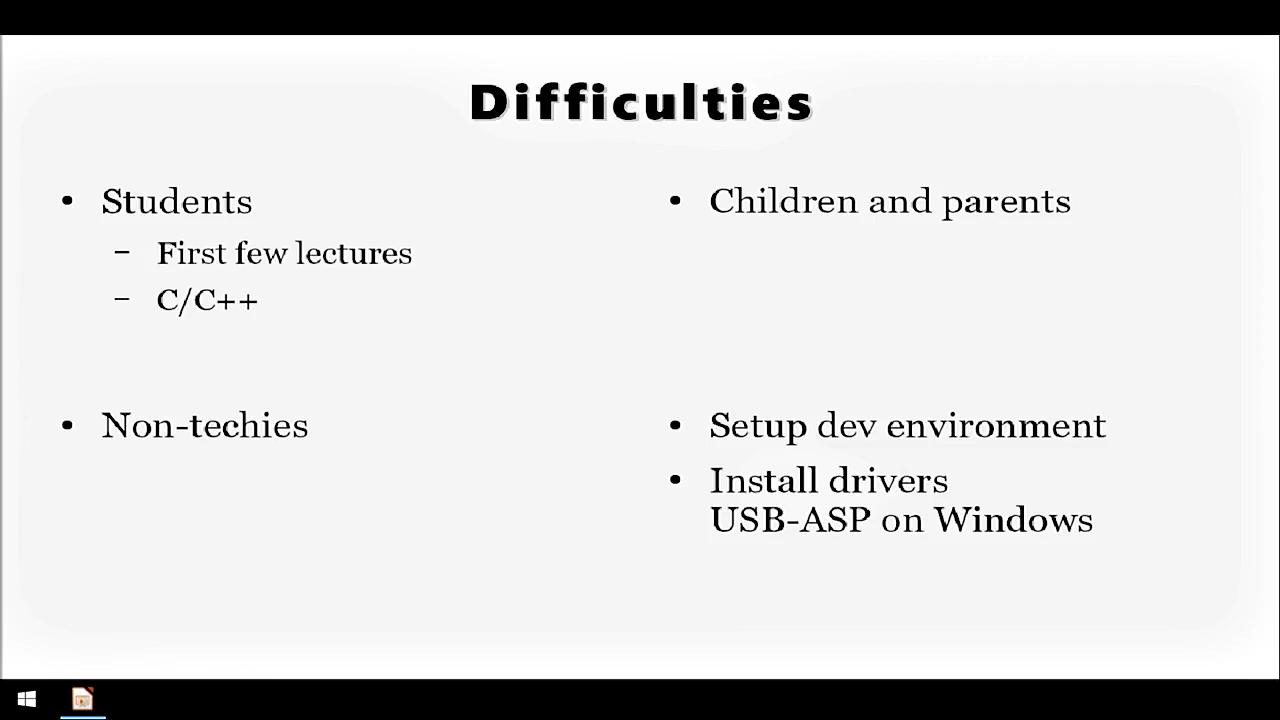 Difficulties
• Students
– First few lectures
– C/C++
• Children and parents
• Non-techies
• Setup dev environment
• Install drivers
USB-ASP on Windows